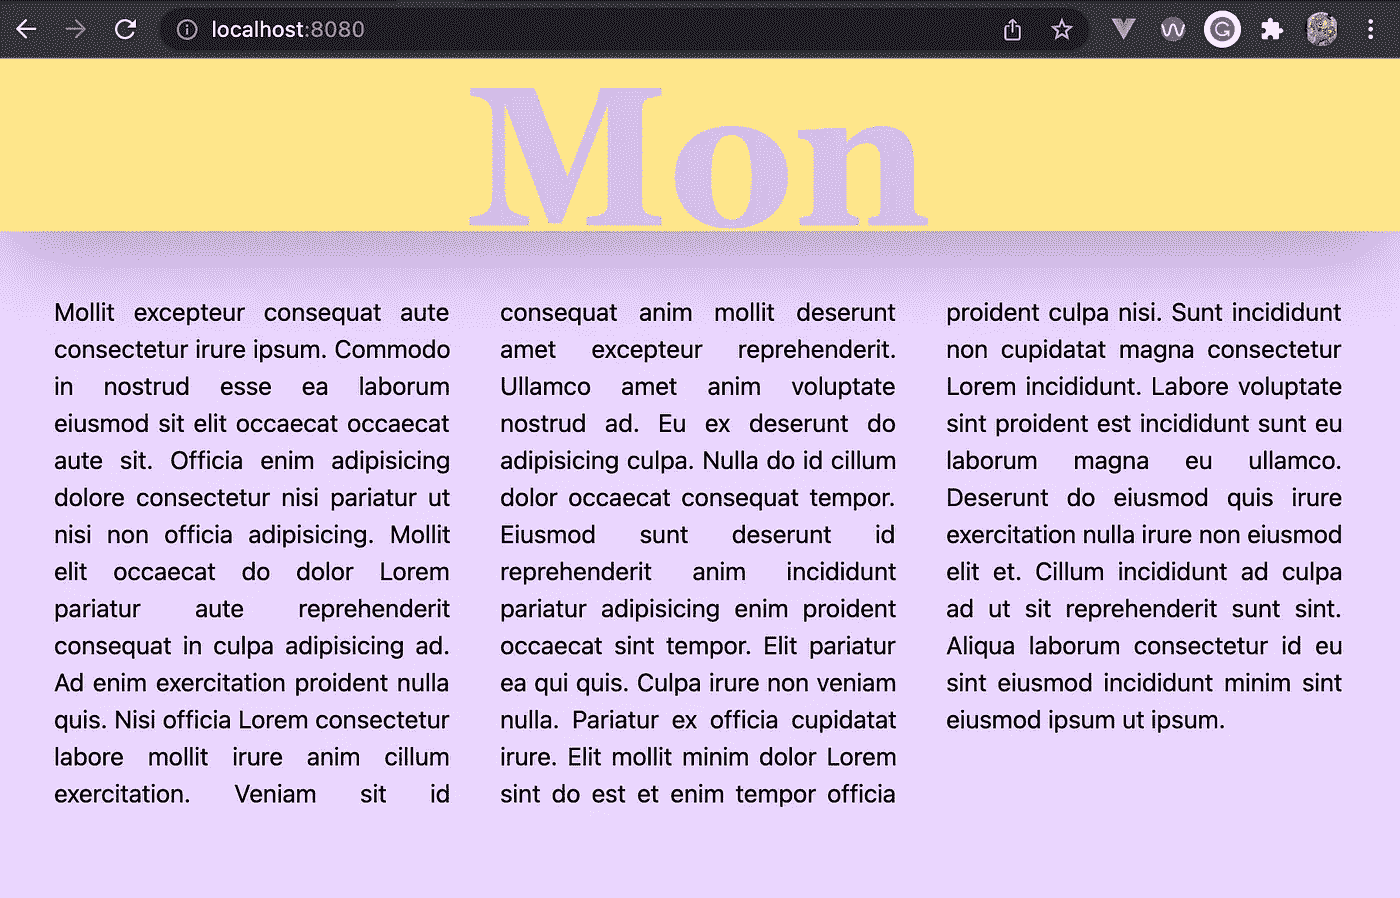 localhost:8080
Mon
Mollit excepteur consequat aute
consectetur irure ipsum. Commodo
in nostrud esse ea laborum
eiusmod sit elit occaecat occaecat
aute sit. Officia enim adipisicing
dolore consectetur nisi pariatur ut
nisi non officia adipisicing. Mollit
elit occaecat do dolor Lorem
pariatur aute reprehenderit
consequat in culpa adipisicing ad.
Ad enim exercitation proident nulla
quis. Nisi officia Lorem consectetur
labore mollit irure anim cillum
exercitation. Veniam sit id
consequat anim mollit deserunt
amet excepteur reprehenderit.
Ullamco amet anim voluptate
nostrud ad. Eu ex deserunt do
adipisicing culpa. Nulla do id cillum
dolor occaecat consequat tempor.
Eiusmod sunt deserunt id
reprehenderit anim incididunt
pariatur adipisicing enim proident
occaecat sint tempor. Elit pariatur
ea qui quis. Culpa irure non veniam
nulla. Pariatur ex officia cupidatat
irure. Elit mollit minim dolor Lorem
sint do est et enim tempor officia
proident culpa nisi. Sunt incididunt
non cupidatat magna consectetur
Lorem incididunt. Labore voluptate
sint proident est incididunt sunt eu
laborum magna eu ullamco.
Deserunt do eiusmod quis irure
exercitation nulla irure non eiusmod
elit et. Cillum incididunt ad culpa
ad ut sit reprehenderit sunt sint.
Aliqua laborum consectetur id eu
sint eiusmod incididunt minim sint
eiusmod ipsum ut ipsum.